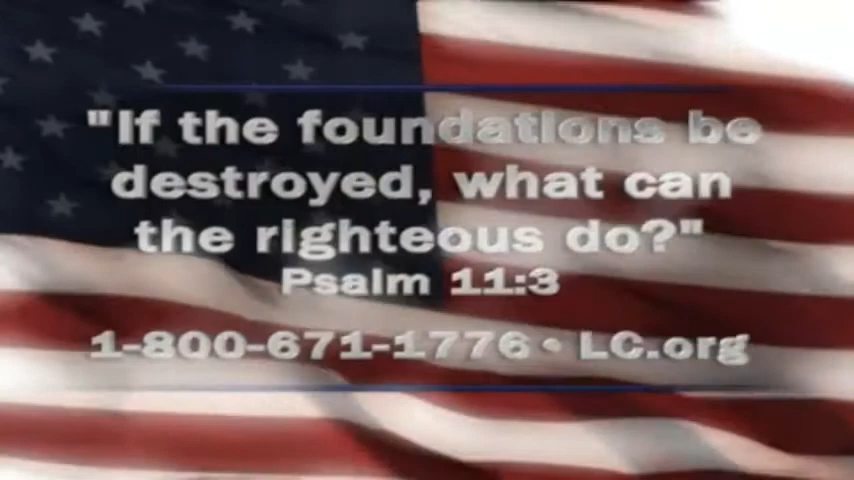 "If the foundations be
destroyed, what can
the righteous do?"
Psalm 11:3
1-800-671-1776 • LC.org